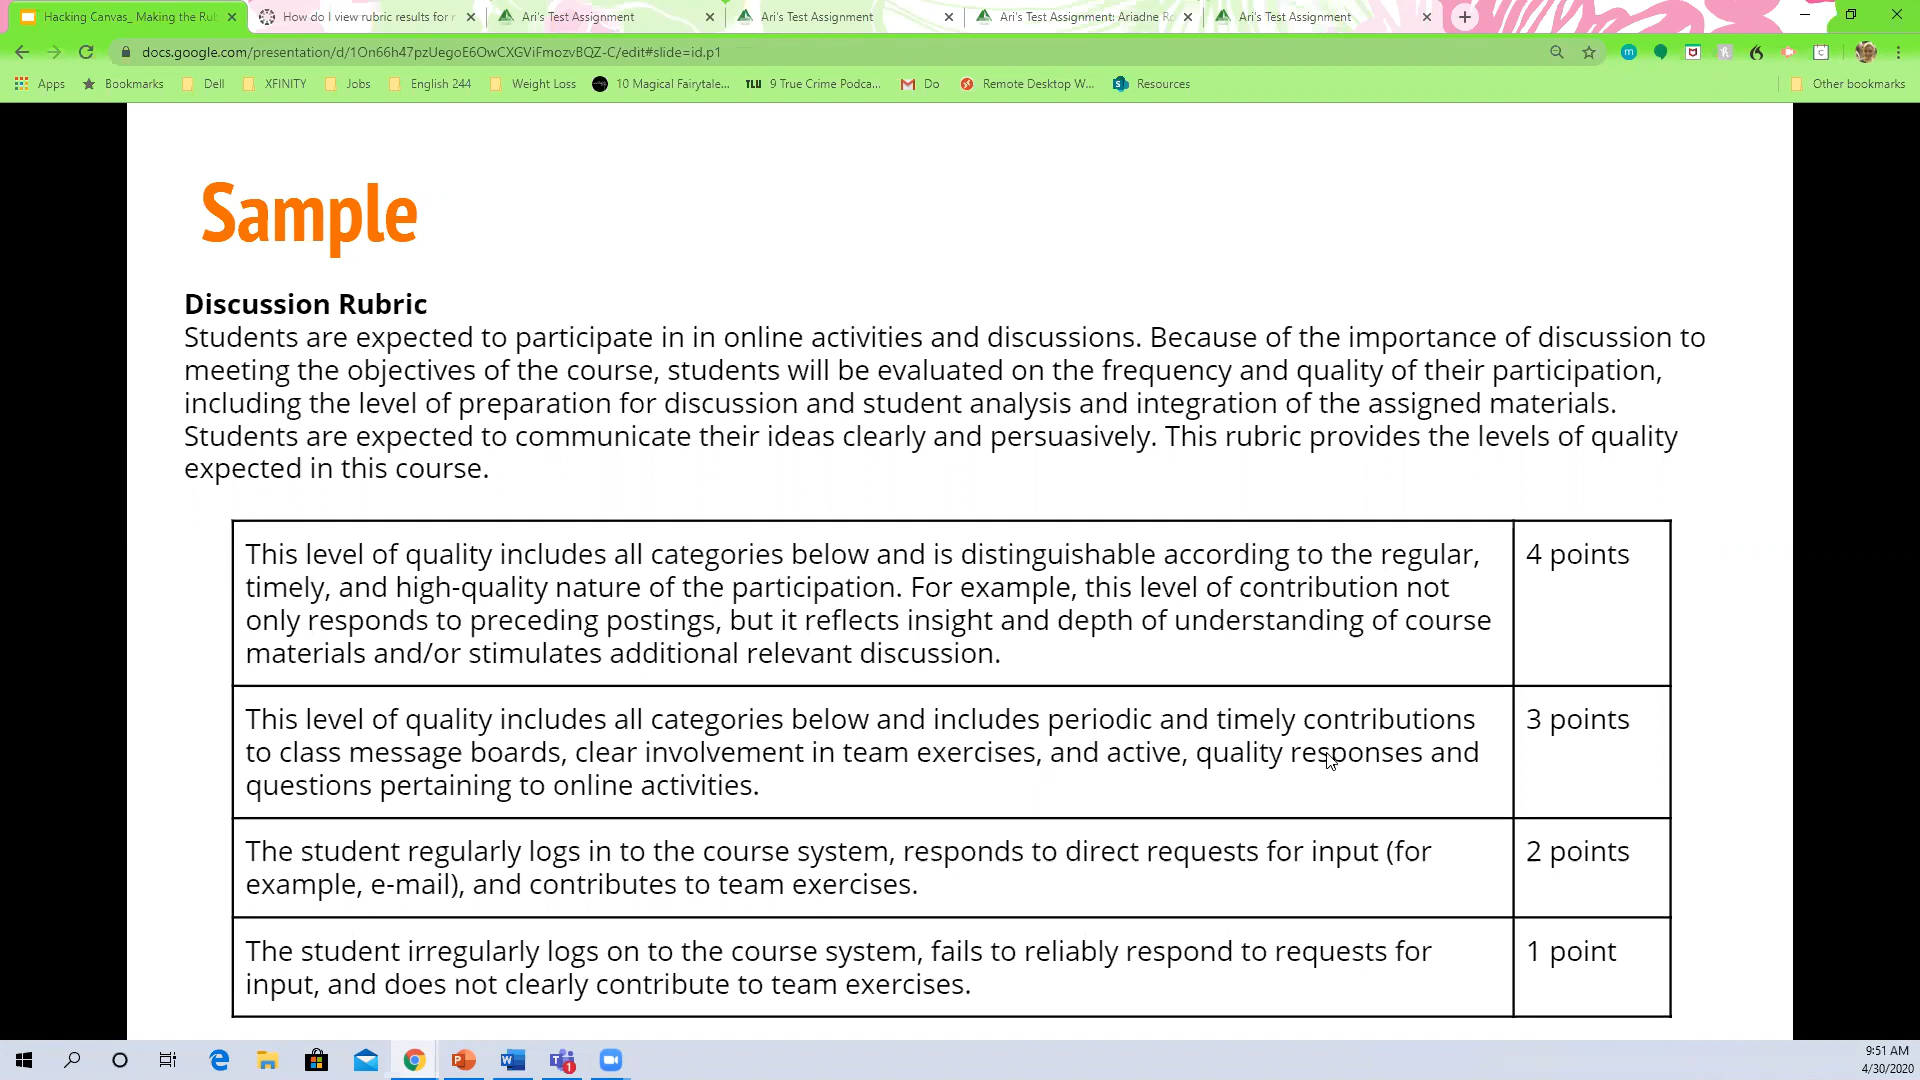 Hacking Canvas_ Making the Rub
How do I view rubric results for r
Ari's Test Assignment
Ari's Test Assignment
Ari's Test Assignment: Ariadne Ro
Ari's Test Assignment
docs.google.com/presentation/d/1On66h47pzUegoE6OwCXGViFmozvBQZ-C/edit#slide=id.p1
Apps
Bookmarks
Dell
XFINITY
Jobs
English 244
Weight Loss
10 Magical Fairytale...
TLU
9 True Crime Podca...
Do
Remote Desktop W...
Resources
Other bookmarks
Sample
Discussion Rubric
Students are expected to participate in in online activities and discussions. Because of the importance of discussion to
meeting the objectives of the course, students will be evaluated on the frequency and quality of their participation,
including the level of preparation for discussion and student analysis and integration of the assigned materials.
Students are expected to communicate their ideas clearly and persuasively. This rubric provides the levels of quality
expected in this course.
This level of quality includes all categories below and is distinguishable according to the regular,
timely, and high-quality nature of the participation. For example, this level of contribution not
only responds to preceding postings, but it reflects insight and depth of understanding of course
materials and/or stimulates additional relevant discussion.
4 points
This level of quality includes all categories below and includes periodic and timely contributions
to class message boards, clear involvement in team exercises, and active, quality responses and
questions pertaining to online activities.
3 points
The student regularly logs in to the course system, responds to direct requests for input (for
example, e-mail), and contributes to team exercises.
2 points
The student irregularly logs on to the course system, fails to reliably respond to requests for
input, and does not clearly contribute to team exercises.
1 point
9:51 AM
4/30/2020